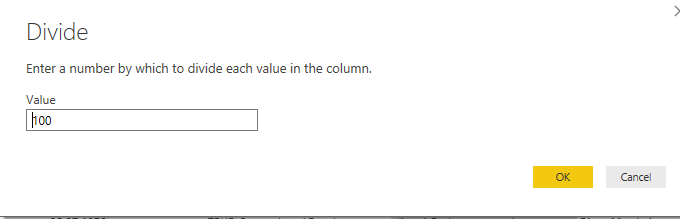 Divide
Enter a number by which to divide each value in the column.
Value
100
OK
Cancel